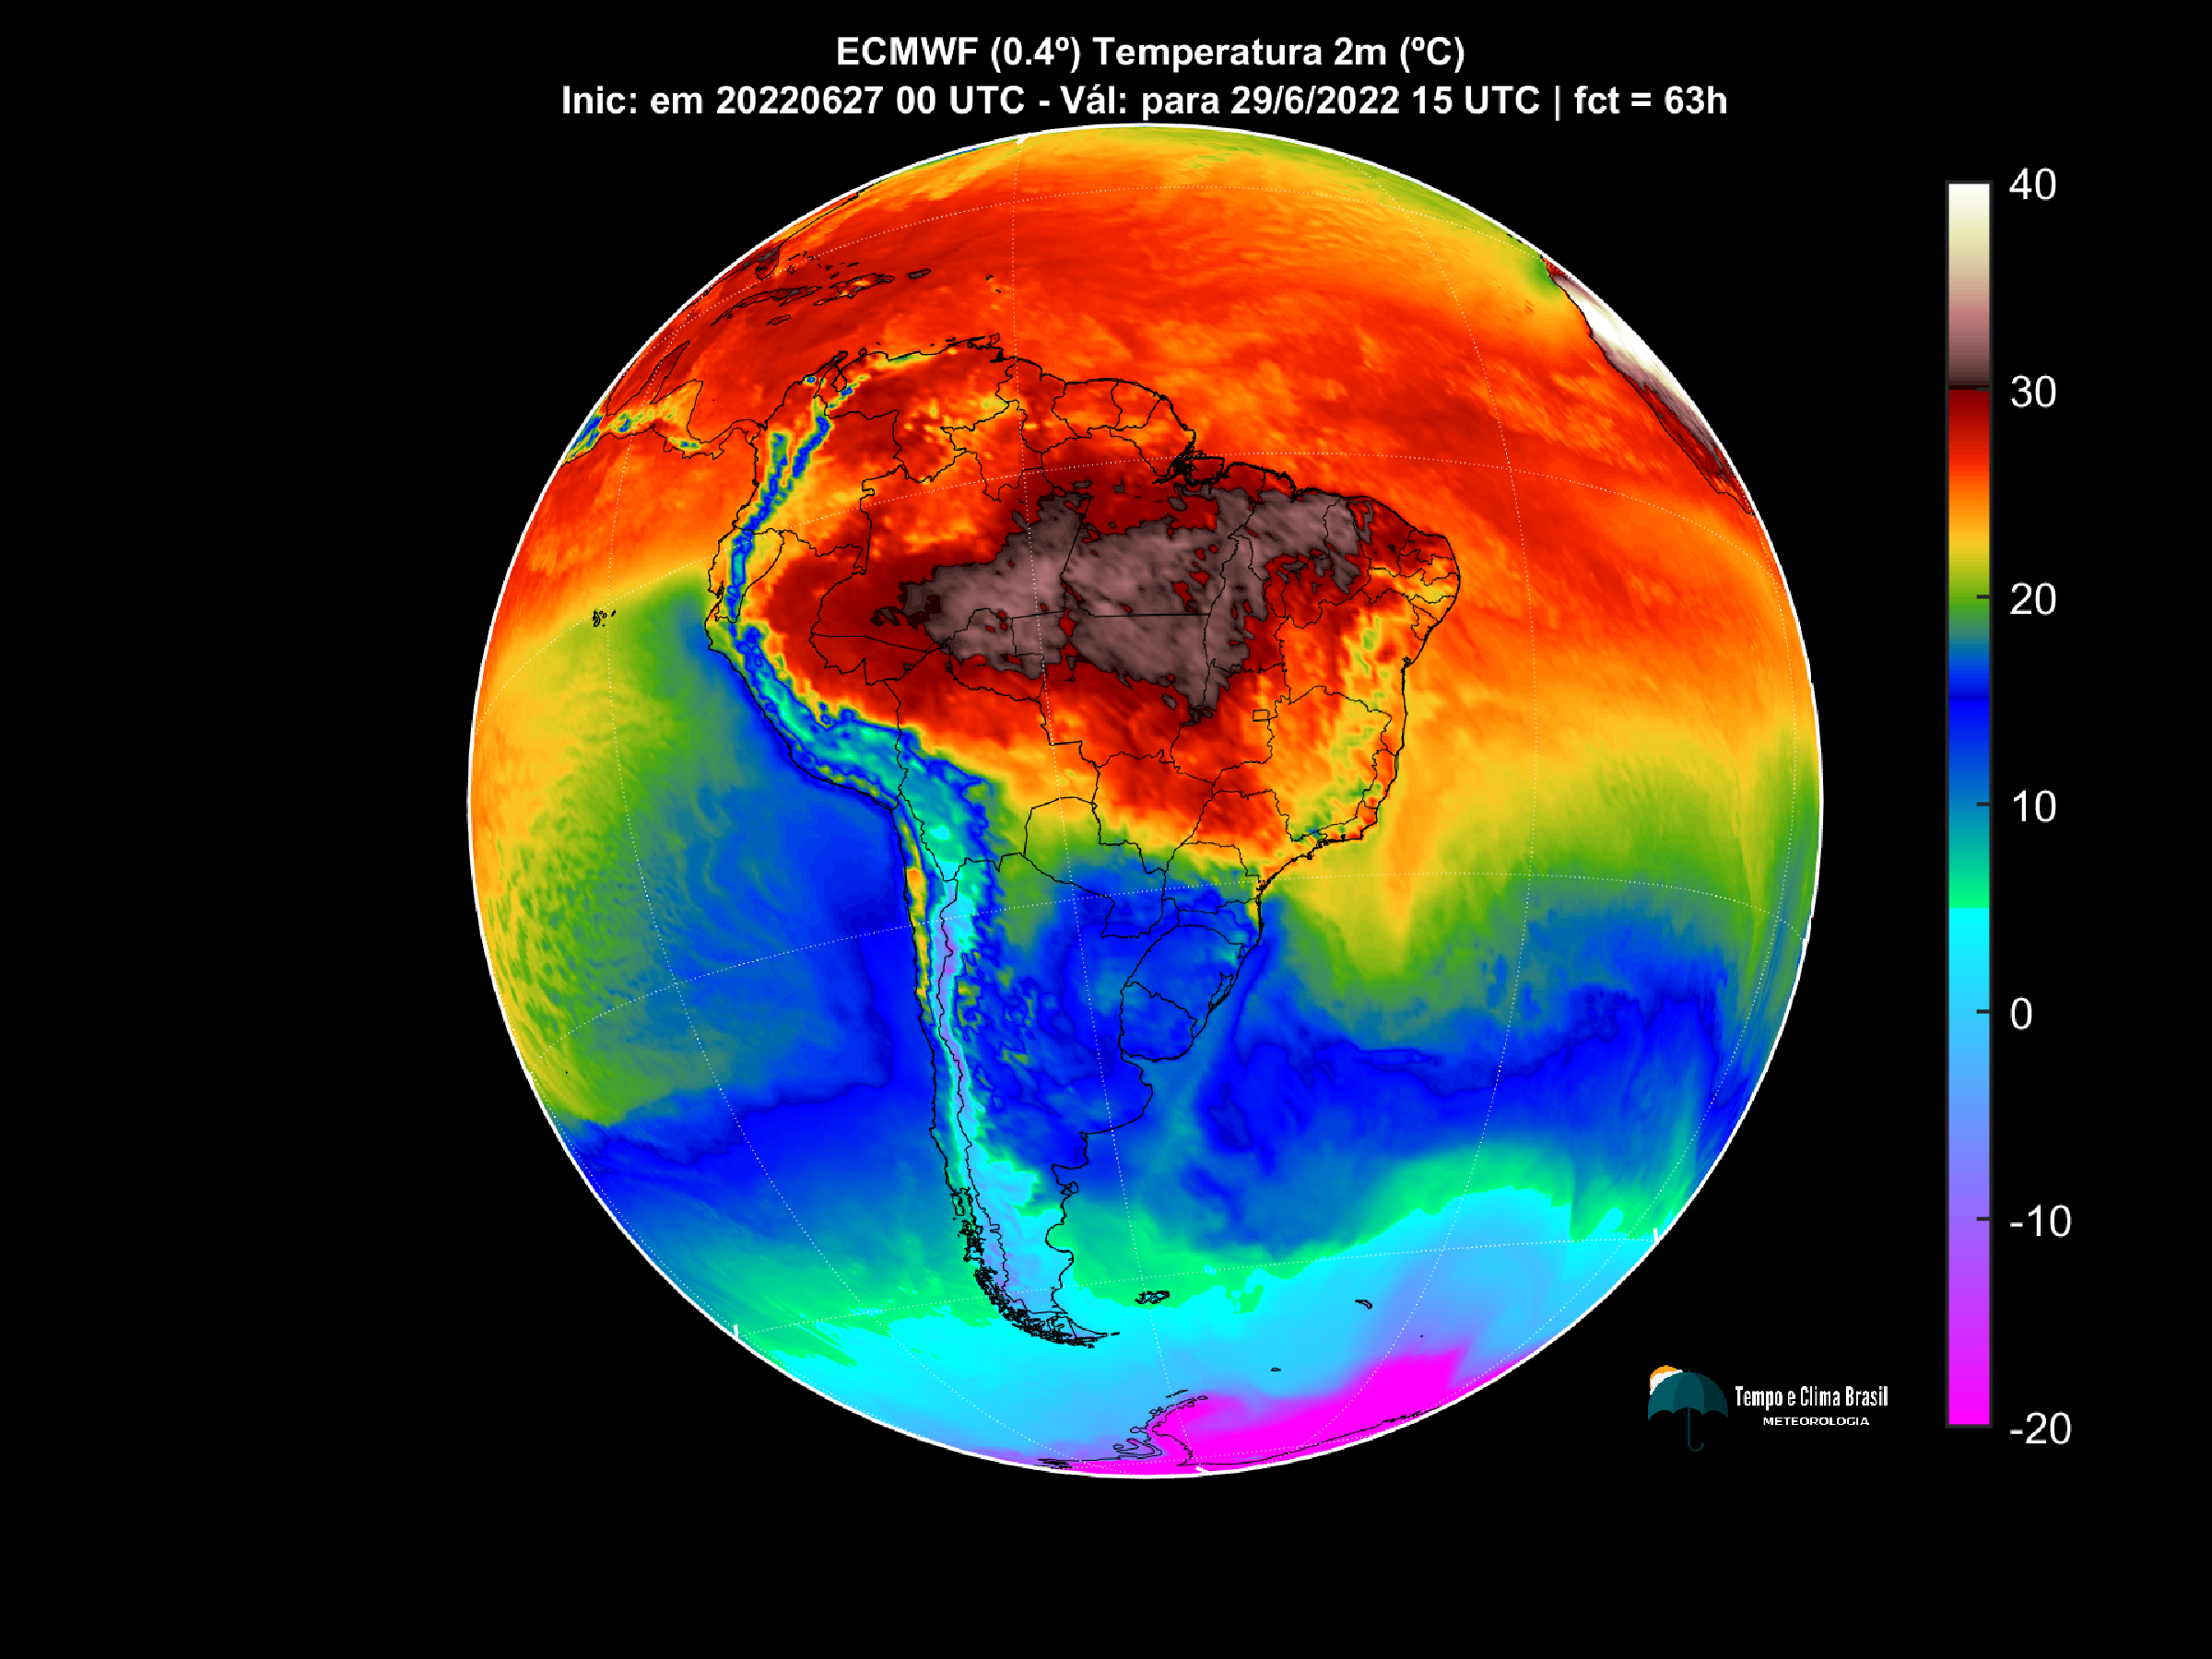 ECMWF (0.4º) Temperatura 2m (ºC)
Inic: em 20220627 00 UTC - Vál: para 29/6/2022 15 UTC | fct = 63h
40
30
20
10
0
-10
-20
Tempo e Clima Brasil
METEOROLOGIA